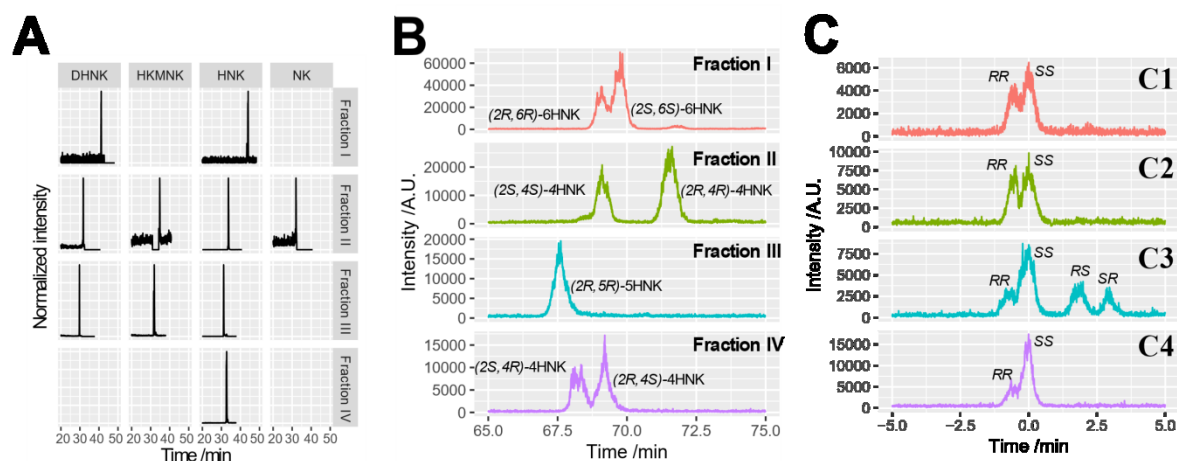 A
DHNK HKMNK HNK NK
Normalized intensity
Fraction I
Fraction II
Fraction III
Fraction IV
20 30 40 50 20 30 40 50 20 30 40 50 20 30 40 50
Time /min
B
Fraction I
60000
40000
20000
0
(2R, 6R)-6HNK
(2S, 6S)-6HNK
Fraction II
25000
20000
15000
10000
5000
0
(2S, 4S)-4HNK
(2R, 4R)-4HNK
Fraction III
20000
15000
10000
5000
0
(2R, 5R)-5HNK
Fraction IV
20000
15000
10000
5000
0
(2S, 4R)-4HNK
(2R, 4S)-4HNK
Intensity /A.U.
65.0 67.5 70.0 72.5 75.0
Time /min
C
C1
6000
4000
2000
0
RR SS
C2
10000
7500
5000
2500
0
RR SS
C3
10000
7500
5000
2500
0
RR SS RS SR
C4
15000
10000
5000
0
RR SS
Intensity /A.U.
−5.0 −2.5 0.0 2.5 5.0
Time /min